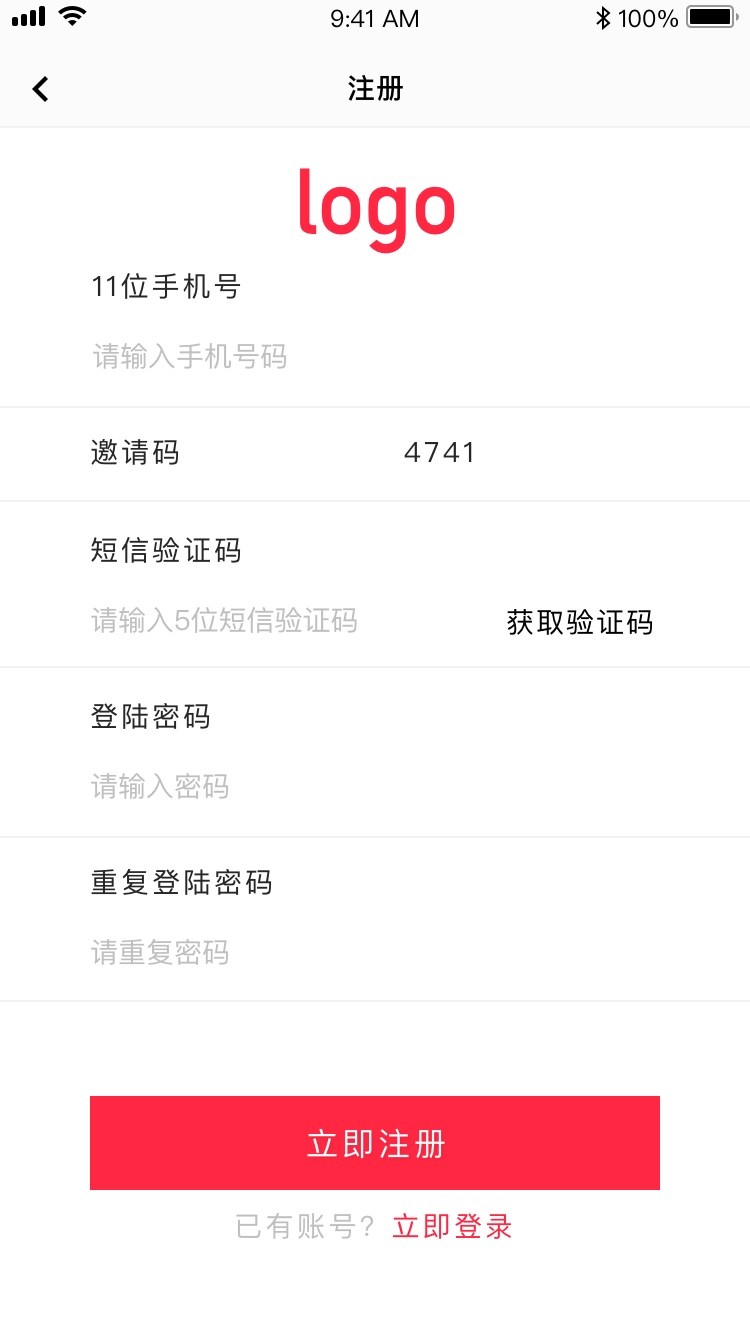 9:41 AM 100%
注册
logo
11位手机号
请输入手机号码
邀请码 4741
短信验证码
请输入5位短信验证码 获取验证码
登陆密码
请输入密码
重复登陆密码
请重复密码
立即注册
已有账号? 立即登录